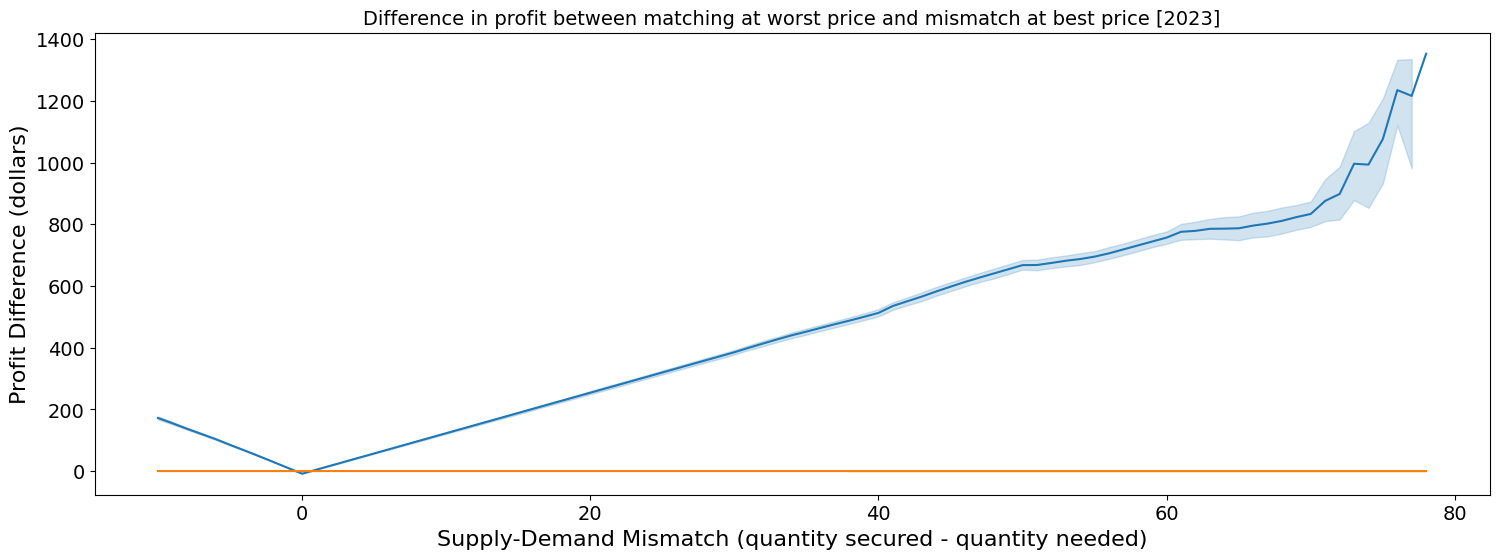 Difference in profit between matching at worst price and mismatch at best price [2023]
1400
1200
1000
800
600
400
200
0
Profit Difference (dollars)
0 20 40 60 80
Supply-Demand Mismatch (quantity secured - quantity needed)